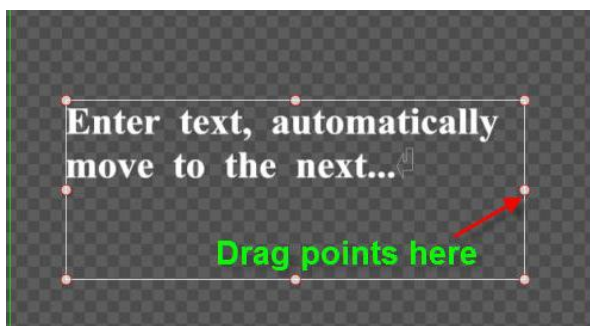 Enter text, automatically
move to the next...
Drag points here